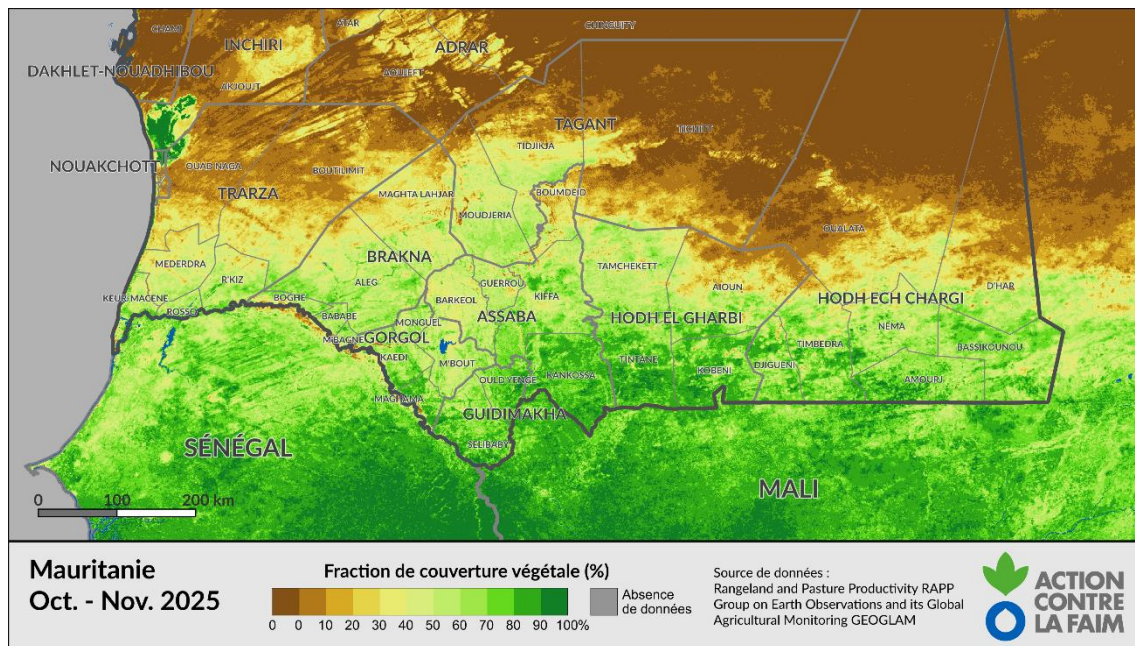 CHAMI
INCHIRI
ATAR
ADRAR
CHINGUITY
DAKHLET-NOUADHIBOU
AKJOUJT
AOUJEFT
TAGANT
TICHITT
TIDJIKJA
NOUAKCHOTT
OUAD NAGA
BOUTILIMIT
TRARZA
MAGHTA LAHJAR
BOUMDEID
MOUDJERIA
OUALATA
BRAKNA
MEDERDRA
R'KIZ
ALEG
GUERROU
TAMCHEKETT
AIOUN
D'HAR
KEUR-MACENE
ROSSO
BOGHE
BARKEOL
KIFFA
HODH ECH CHARGI
BABABE
MONGUEL
ASSABA
HODH EL GHARBI
NEMA
M'BAGNE
GORGOL
TIMBEDRA
BASSIKOUNOU
KAEDI
M'BOUT
TINTANE
KOBENI
DJIGUENI
AMOURJ
OULD YENGE
KANKOSSA
MAGHAMA
GUIDIMAKHA
SÉNÉGAL
SELIBABY
MALI
0 100 200 km
Mauritanie
Oct. - Nov. 2025
Fraction de couverture végétale (%)
0 0 10 20 30 40 50 60 70 80 90 100%
Absence
de données
Source de données :
Rangeland and Pasture Productivity RAPP
Group on Earth Observations and its Global
Agricultural Monitoring GEOGLAM
ACTION
CONTRE
LA FAIM